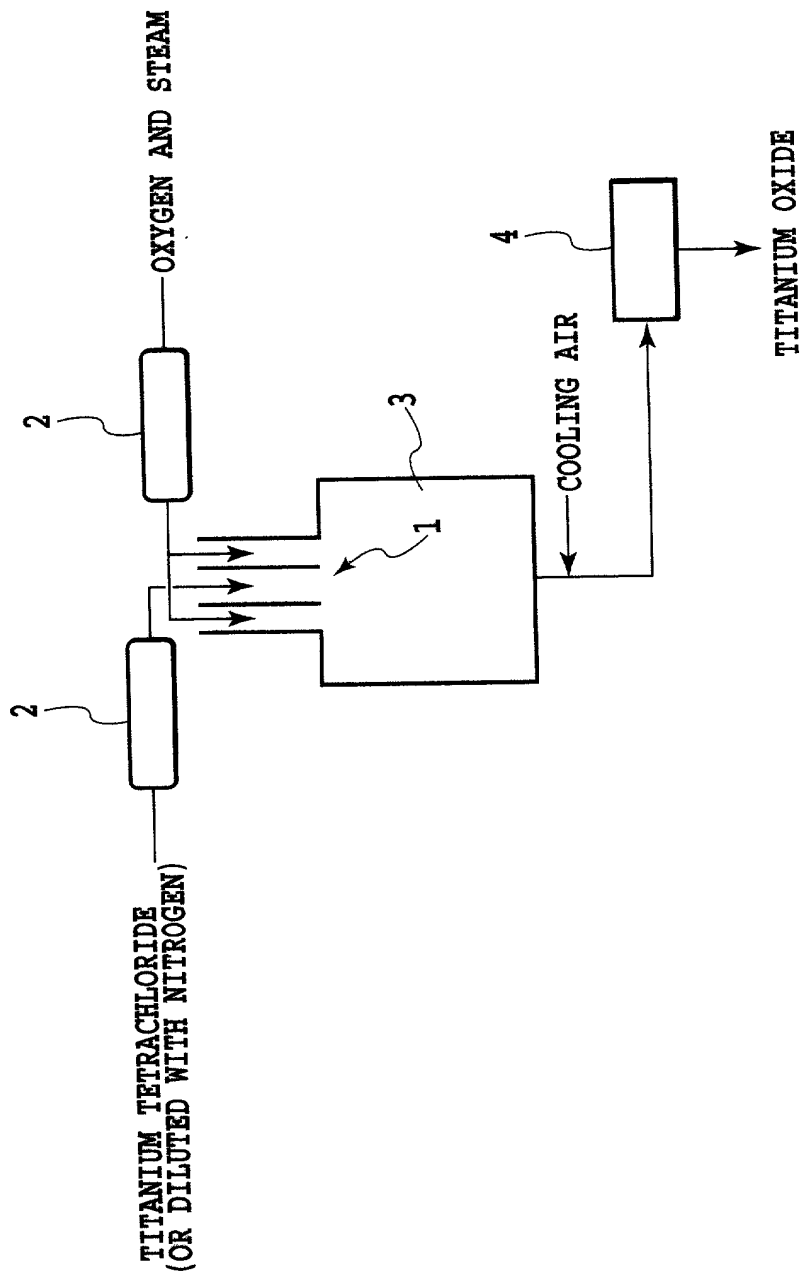 OXYGEN AND STEAM
2
2
TITANIUM TETRACHLORIDE
(OR DILUTED WITH NITROGEN)
1
3
COOLING AIR
4
TITANIUM OXIDE